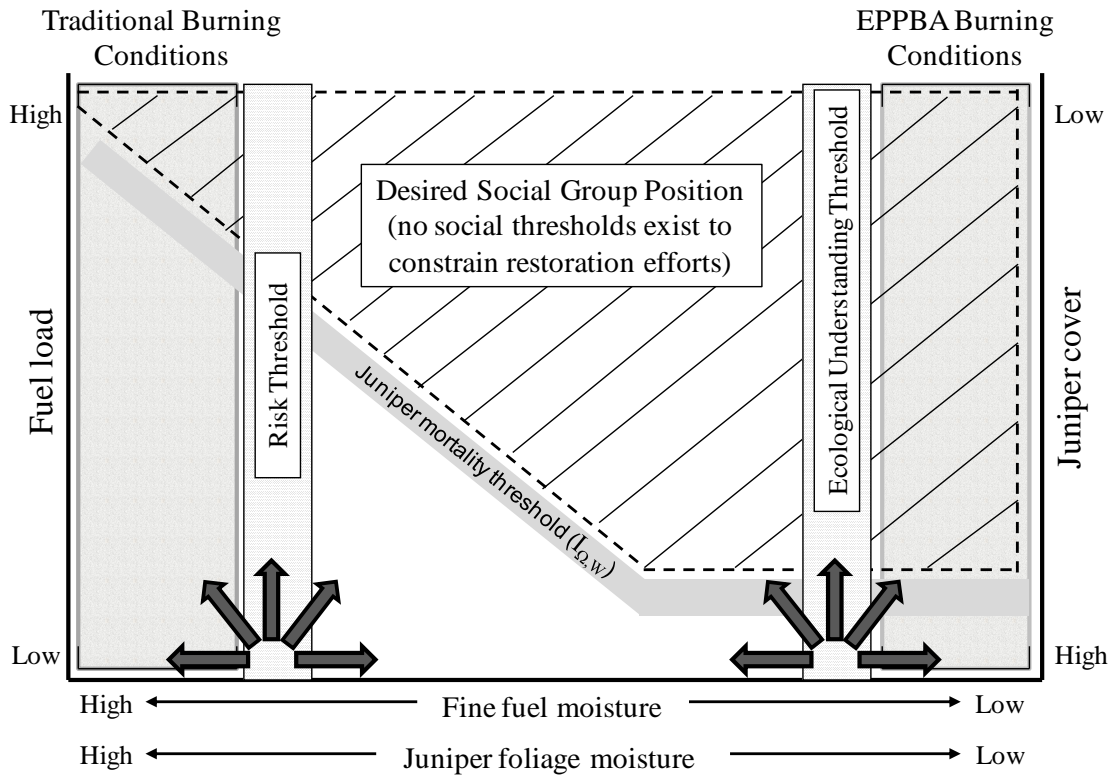 Traditional Burning
Conditions
EPPBA Burning
Conditions
High
Low
Fuel load
Low
High
Juniper cover
Desired Social Group Position
(no social thresholds exist to
constrain restoration efforts)
Risk Threshold
Ecological Understanding Threshold
Juniper mortality threshold (I_Ω,W)
High
Fine fuel moisture
Low
High
Juniper foliage moisture
Low